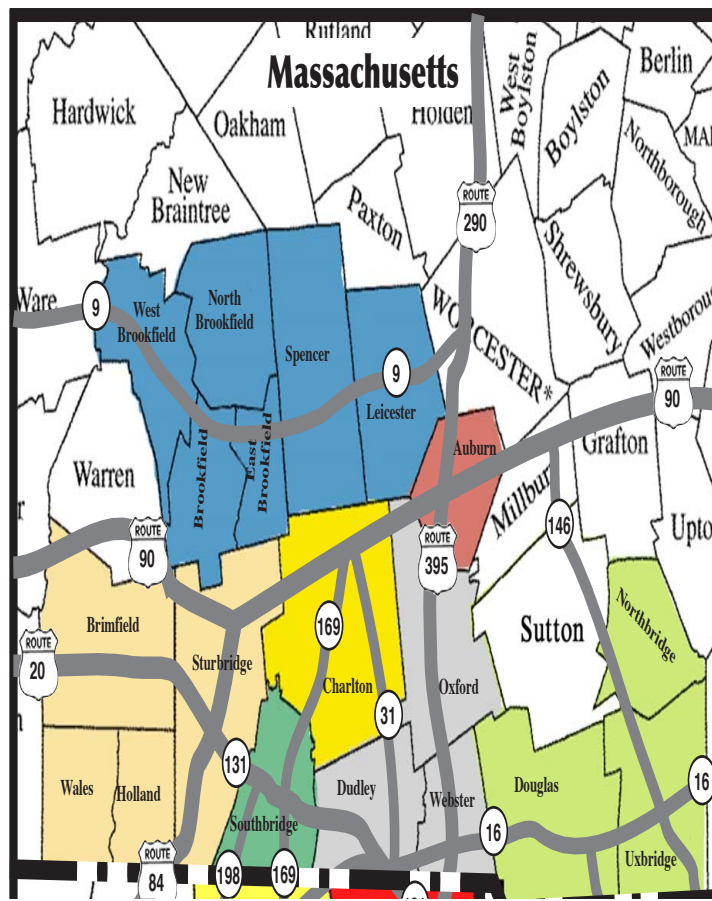 Rutland
Massachusetts
Berlin
West
Boylston
Boylston
Hardwick
Oakham
Holden
Northborough
New
Braintree
Paxton
ROUTE
290
Shrewsbury
Ware
9
West
Brookfield
North
Brookfield
Spencer
WORCESTER*
9
Leicester
ROUTE
90
Auburn
Grafton
Warren
Brookfield
East
Brookfield
146
ROUTE
90
ROUTE
395
Brimfield
169
Sutton
Northbridge
ROUTE
20
Sturbridge
Charlton
Oxford
31
131
Wales
Holland
Dudley
Webster
Douglas
16
Southbridge
16
Uxbridge
ROUTE
84
198
169